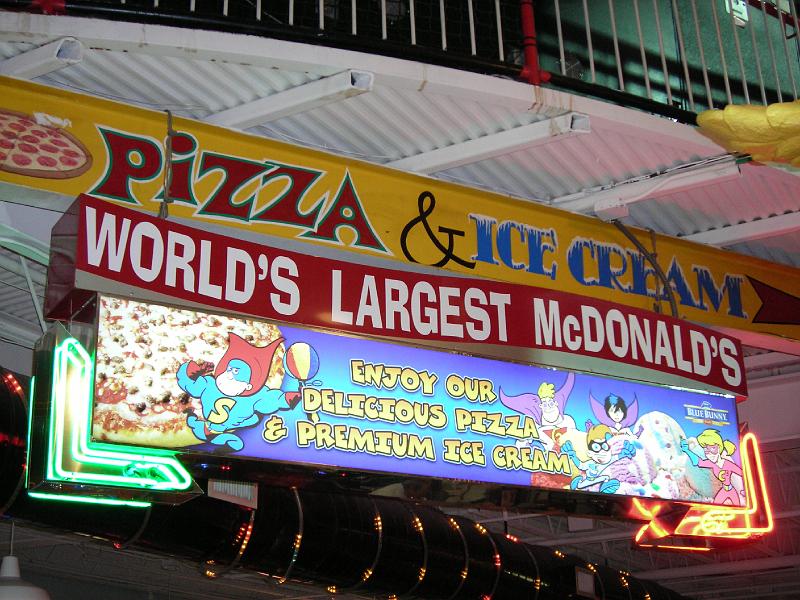 PiZZA & ICE CREAM
WORLD'S LARGEST McDONALD'S
ENJOY OUR
DELICIOUS PIZZA
& PREMIUM ICE CREAM
S
BLUE BUNNY